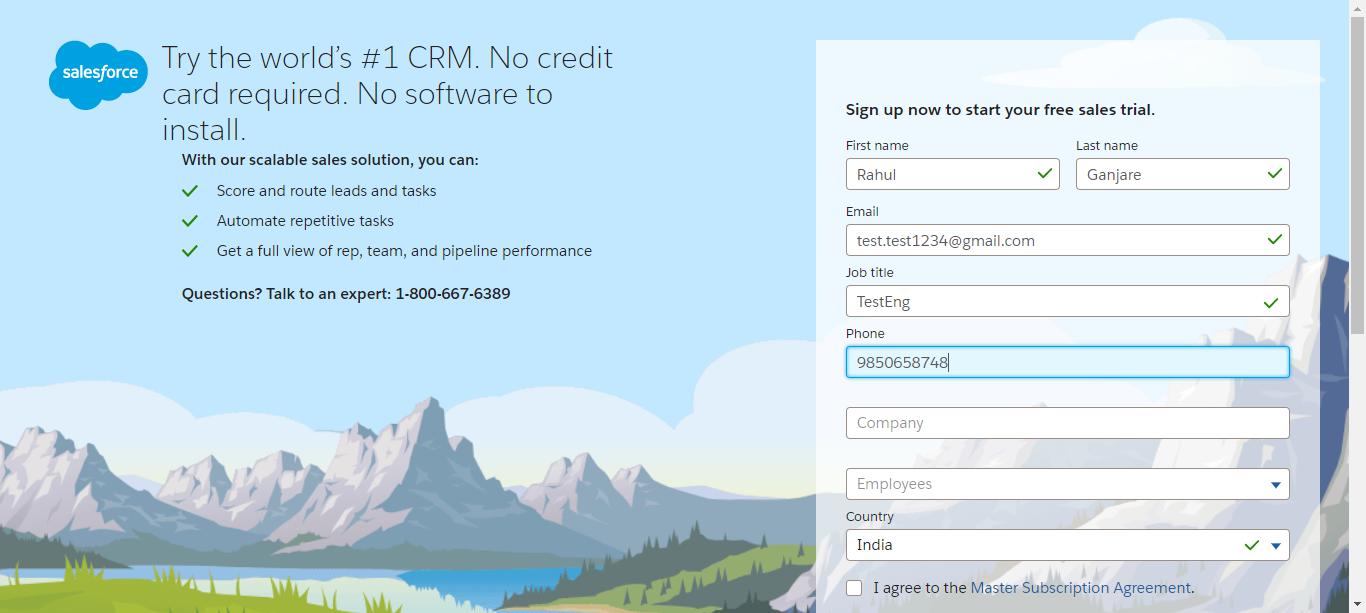 salesforce
Try the world's #1 CRM. No credit
card required. No software to
install.
With our scalable sales solution, you can:
Score and route leads and tasks
Automate repetitive tasks
Get a full view of rep, team, and pipeline performance
Questions? Talk to an expert: 1-800-667-6389
Sign up now to start your free sales trial.
First name
Last name
Rahul
Ganjare
Email
test.test1234@gmail.com
Job title
TestEng
Phone
9850658748
Company
Employees
Country
India
I agree to the Master Subscription Agreement.